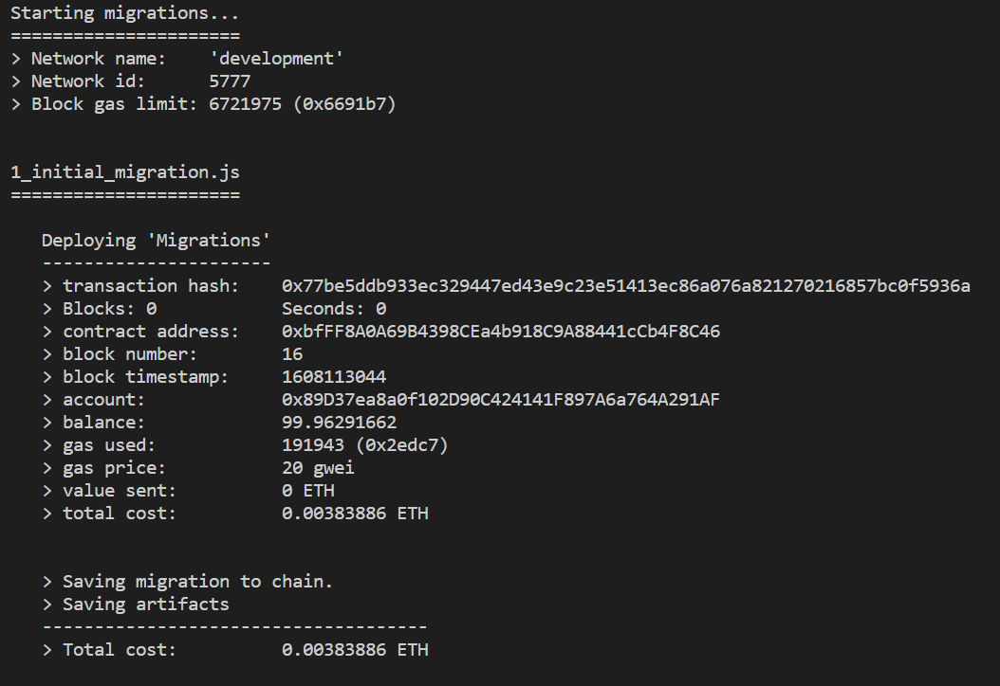 Starting migrations...
======================
> Network name:    'development'
> Network id:      5777
> Block gas limit: 6721975 (0x6691b7)
1_initial_migration.js
======================
Deploying 'Migrations'
----------------------
> transaction hash:    0x77be5ddb933ec329447ed43e9c23e51413ec86a076a821270216857bc0f5936a
> Blocks: 0            Seconds: 0
> contract address:    0xbfFF8A0A69B4398CEa4b918C9A88441cCb4F8C46
> block number:        16
> block timestamp:     1608113044
> account:             0x89D37ea8a0f102D90C424141F897A6a764A291AF
> balance:             99.96291662
> gas used:            191943 (0x2edc7)
> gas price:           20 gwei
> value sent:          0 ETH
> total cost:          0.00383886 ETH
> Saving migration to chain.
> Saving artifacts
-------------------------------------
> Total cost:          0.00383886 ETH